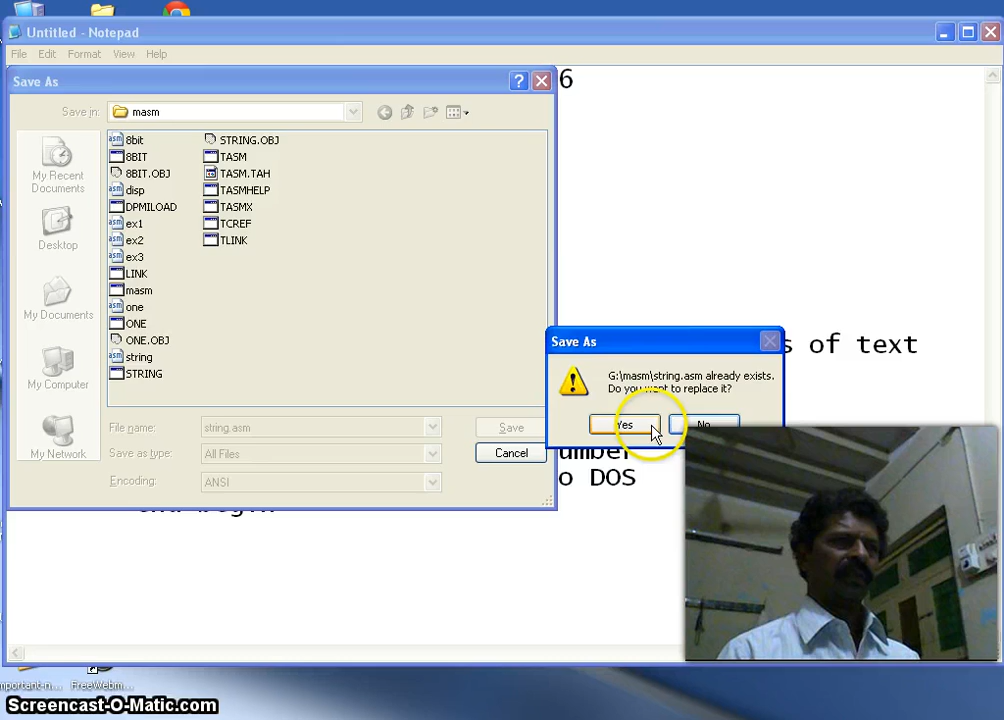 Untitled - Notepad
File Edit Format View Help
6
Save As
Save in: masm
My Recent
Documents
Desktop
My Documents
My Computer
My Network
8bit
8BIT
8BIT.OBJ
disp
DPMILOAD
ex1
ex2
ex3
LINK
masm
one
ONE
ONE.OBJ
string
STRING
STRING.OBJ
TASM
TASM.TAH
TASMHELP
TASMX
TCREF
TLINK
File name: string.asm Save
Save as type: All Files Cancel
Encoding: ANSI
s of text
Save As
G:\masm\string.asm already exists.
Do you want to replace it?
Yes No
umber
o DOS
end begin
mportant-n... FreeWebm...
Screencast-O-Matic.com